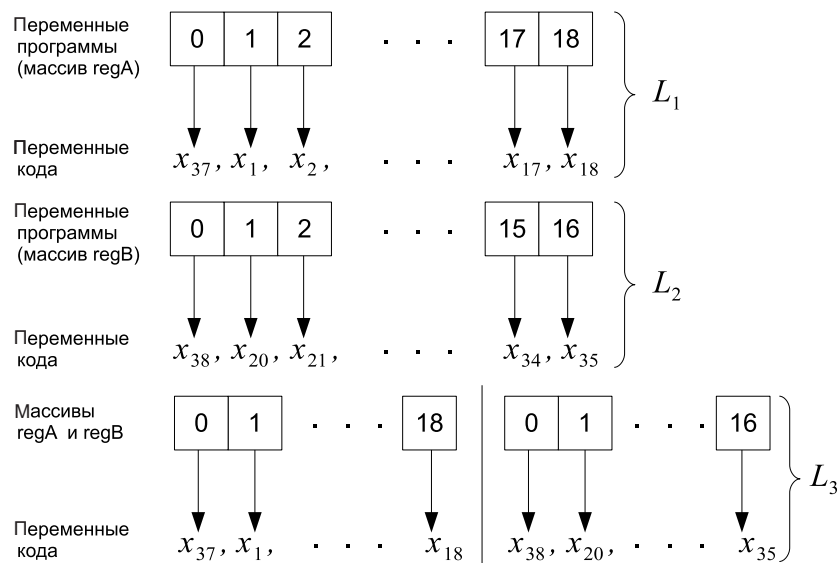 Переменные
программы
(массив regA)
0 1 2 . . . 17 18
L₁
Переменные
кода
x₃₇, x₁, x₂, . . . x₁₇, x₁₈
Переменные
программы
(массив regB)
0 1 2 . . . 15 16
L₂
Переменные
кода
x₃₈, x₂₀, x₂₁, . . . x₃₄, x₃₅
Массивы
regA и regB
0 1 . . . 18 0 1 . . . 16
L₃
Переменные
кода
x₃₇, x₁, . . . x₁₈ x₃₈, x₂₀, . . . x₃₅